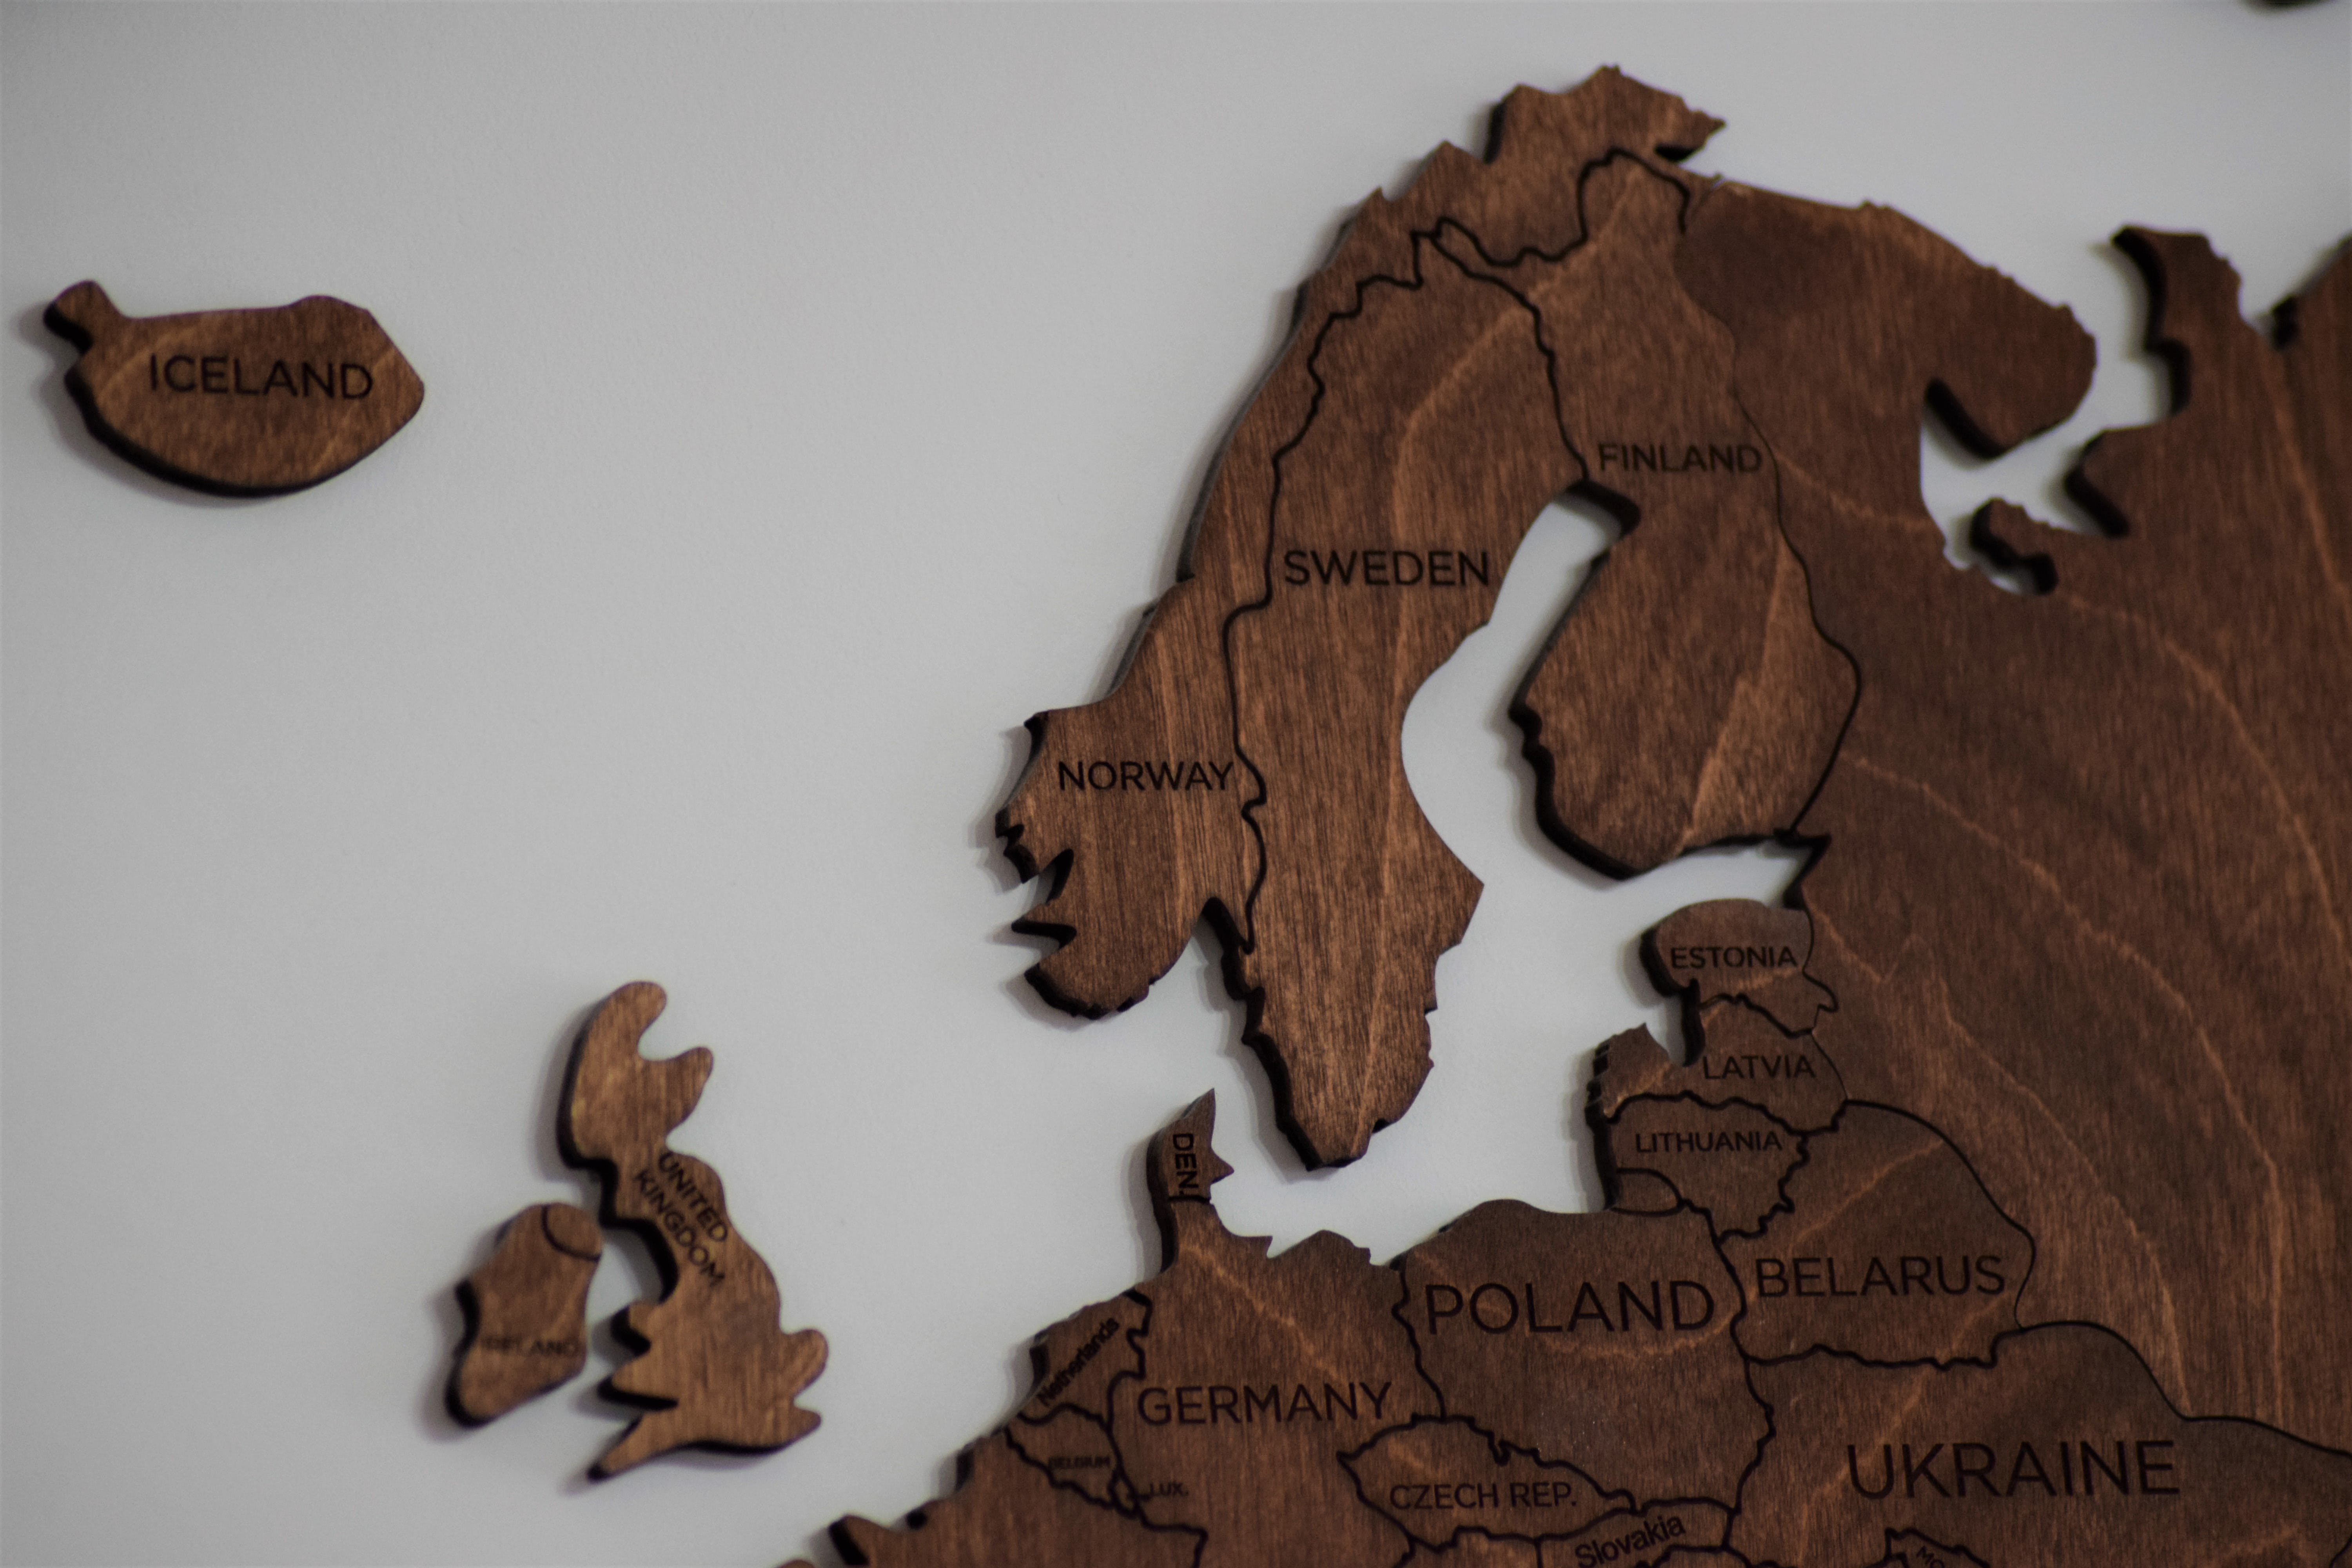 ICELAND
FINLAND
SWEDEN
NORWAY
ESTONIA
LATVIA
LITHUANIA
DEN.
UNITED
KINGDOM
IRELAND
POLAND
BELARUS
Netherlands
GERMANY
BELGIUM
LUX.
CZECH REP.
UKRAINE
Slovakia